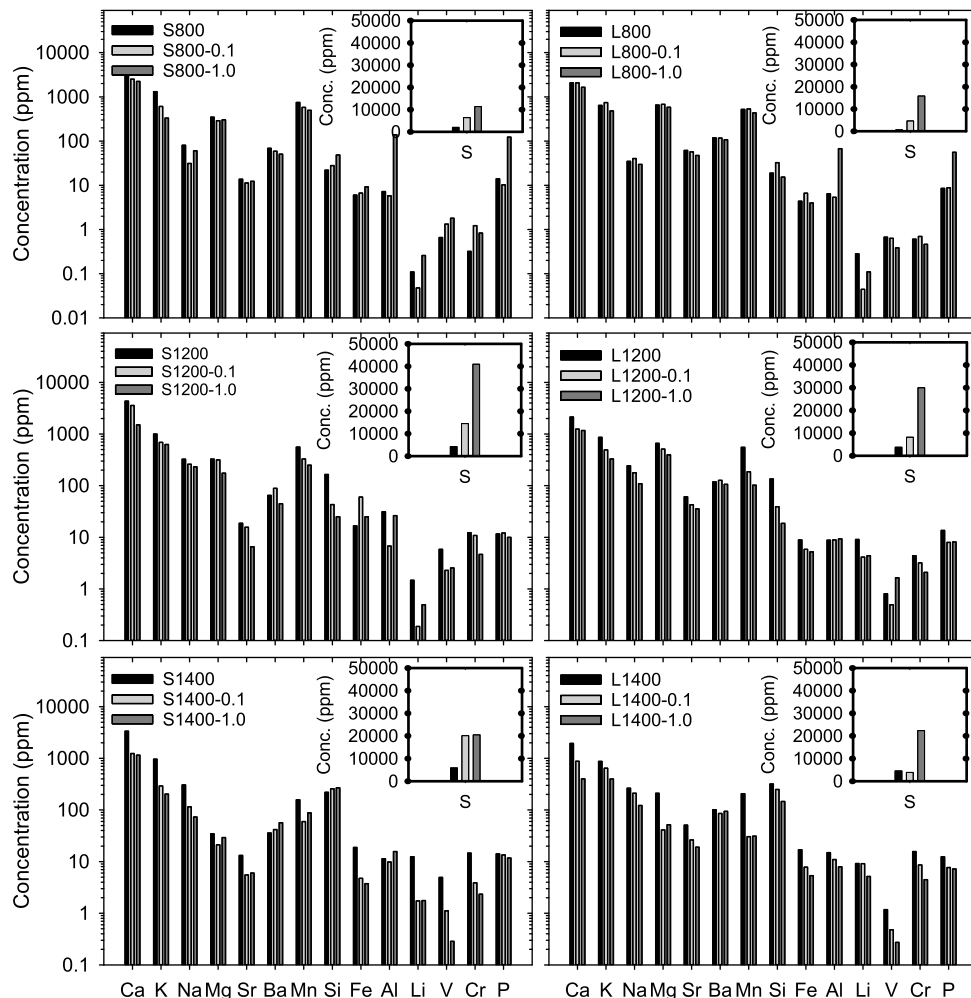 Concentration (ppm)
10000
1000
100
10
1
0.1
0.01
S800
S800-0.1
S800-1.0
Conc. (ppm)
50000
40000
30000
20000
10000
0
S
L800
L800-0.1
L800-1.0
Conc. (ppm)
50000
40000
30000
20000
10000
0
S
Concentration (ppm)
10000
1000
100
10
1
0.1
S1200
S1200-0.1
S1200-1.0
Conc. (ppm)
50000
40000
30000
20000
10000
0
S
L1200
L1200-0.1
L1200-1.0
Conc. (ppm)
50000
40000
30000
20000
10000
0
S
Concentration (ppm)
10000
1000
100
10
1
0.1
S1400
S1400-0.1
S1400-1.0
Conc. (ppm)
50000
40000
30000
20000
10000
0
S
L1400
L1400-0.1
L1400-1.0
Conc. (ppm)
50000
40000
30000
20000
10000
0
S
Ca K Na Mg Sr Ba Mn Si Fe Al Li V Cr P
Ca K Na Mg Sr Ba Mn Si Fe Al Li V Cr P